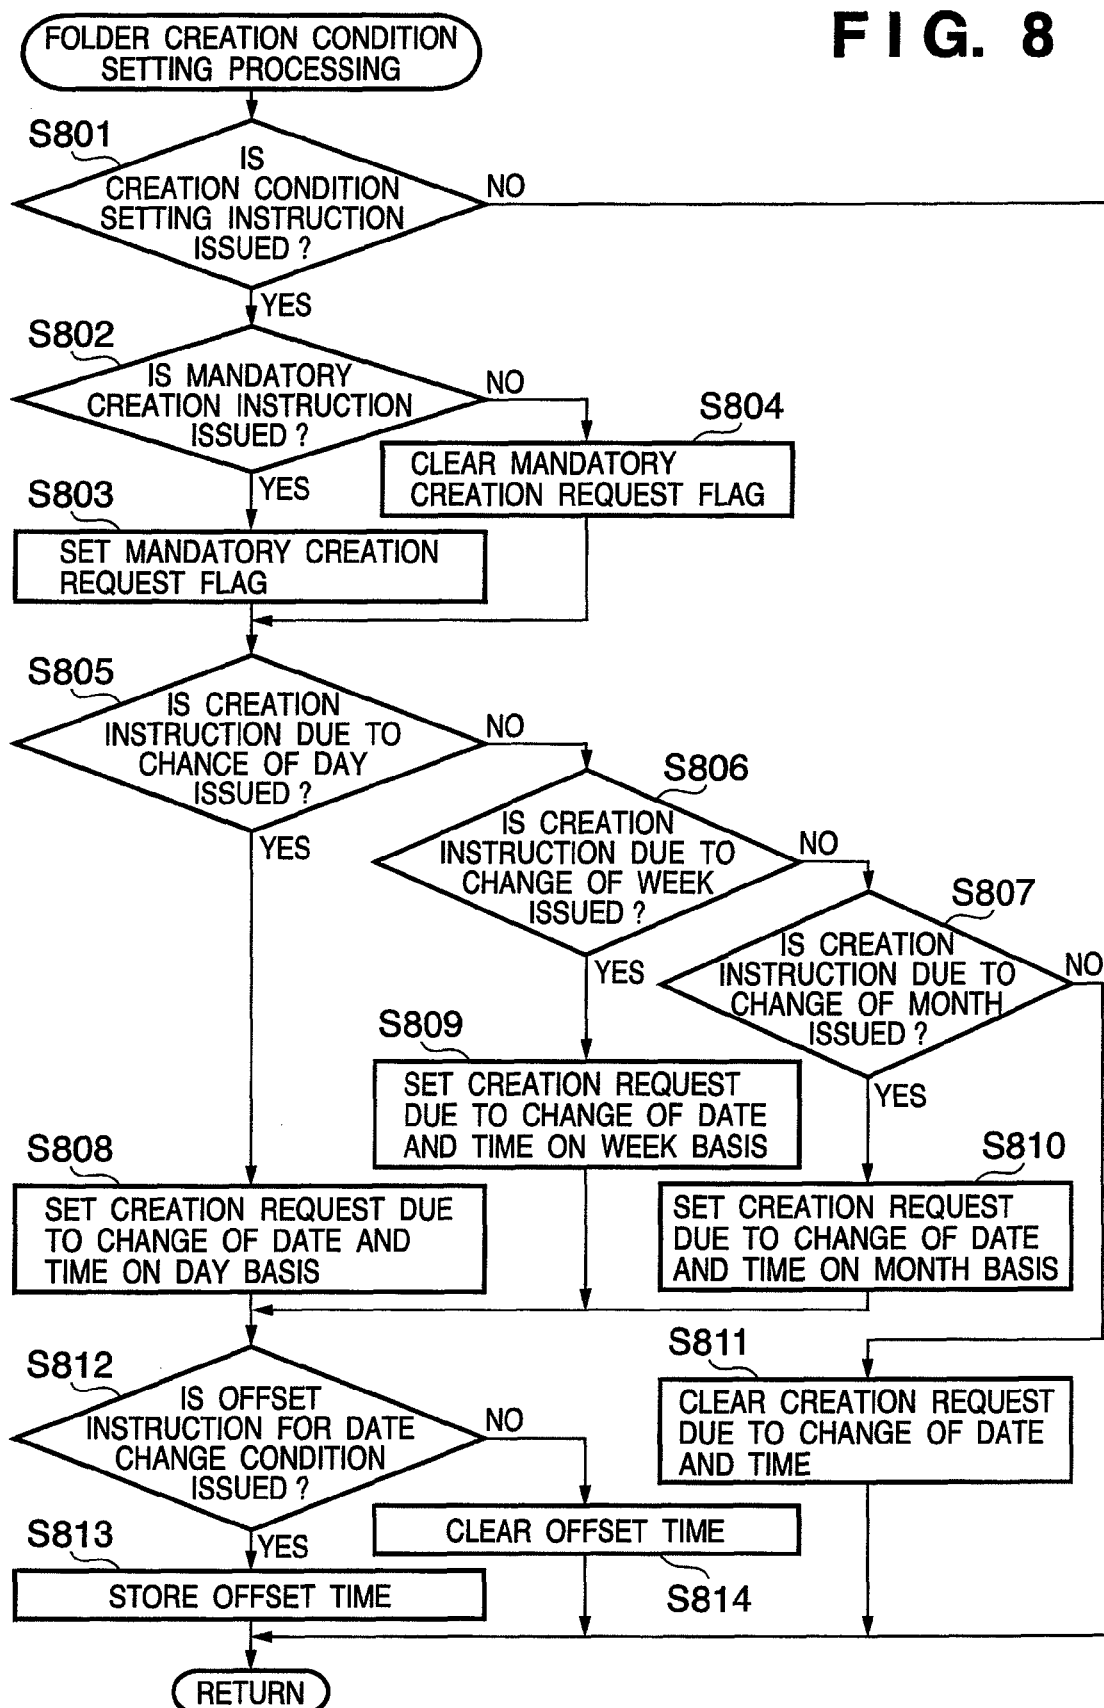 FIG. 8
FOLDER CREATION CONDITION
SETTING PROCESSING
S801
IS
CREATION CONDITION
SETTING INSTRUCTION
ISSUED ?
NO
YES
S802
IS MANDATORY
CREATION INSTRUCTION
ISSUED ?
NO
YES
S804
CLEAR MANDATORY
CREATION REQUEST FLAG
S803
SET MANDATORY CREATION
REQUEST FLAG
S805
IS CREATION
INSTRUCTION DUE TO
CHANCE OF DAY
ISSUED ?
NO
YES
S806
IS CREATION
INSTRUCTION DUE TO
CHANGE OF WEEK
ISSUED ?
NO
YES
S807
IS CREATION
INSTRUCTION DUE TO
CHANGE OF MONTH
ISSUED ?
NO
YES
S809
SET CREATION REQUEST
DUE TO CHANGE OF DATE
AND TIME ON WEEK BASIS
S808
SET CREATION REQUEST DUE
TO CHANGE OF DATE AND
TIME ON DAY BASIS
S810
SET CREATION REQUEST
DUE TO CHANGE OF DATE
AND TIME ON MONTH BASIS
S811
CLEAR CREATION REQUEST
DUE TO CHANGE OF DATE
AND TIME
S812
IS OFFSET
INSTRUCTION FOR DATE
CHANGE CONDITION
ISSUED ?
NO
YES
S813
STORE OFFSET TIME
CLEAR OFFSET TIME
S814
RETURN